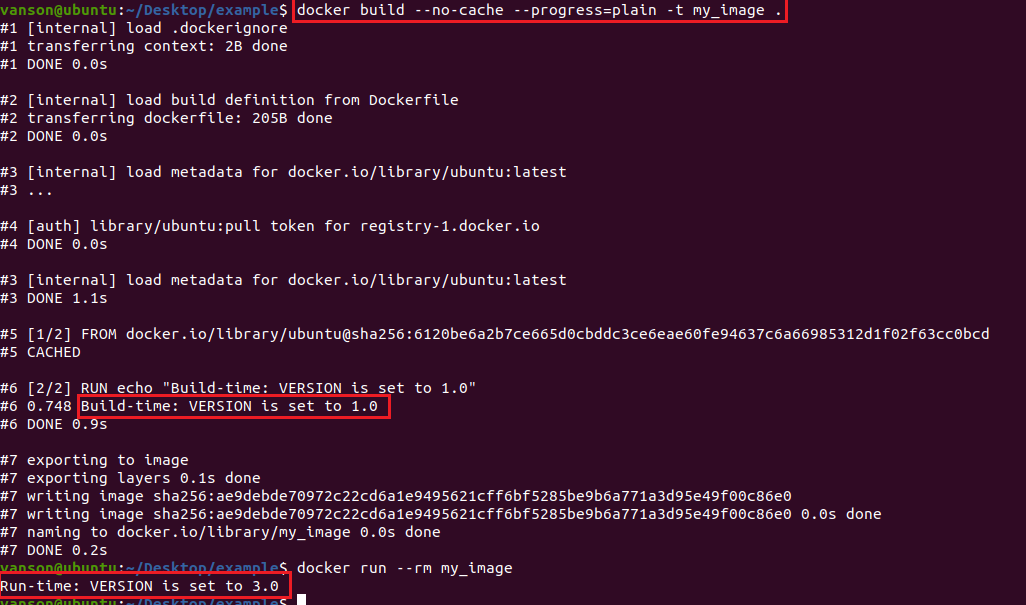 vanson@ubuntu:~/Desktop/example$ docker build --no-cache --progress=plain -t my_image .
#1 [internal] load .dockerignore
#1 transferring context: 2B done
#1 DONE 0.0s
#2 [internal] load build definition from Dockerfile
#2 transferring dockerfile: 205B done
#2 DONE 0.0s
#3 [internal] load metadata for docker.io/library/ubuntu:latest
#3 ...
#4 [auth] library/ubuntu:pull token for registry-1.docker.io
#4 DONE 0.0s
#3 [internal] load metadata for docker.io/library/ubuntu:latest
#3 DONE 1.1s
#5 [1/2] FROM docker.io/library/ubuntu@sha256:6120be6a2b7ce665d0cbddc3ce6eae60fe94637c6a66985312d1f02f63cc0bcd
#5 CACHED
#6 [2/2] RUN echo "Build-time: VERSION is set to 1.0"
#6 0.748 Build-time: VERSION is set to 1.0
#6 DONE 0.9s
#7 exporting to image
#7 exporting layers 0.1s done
#7 writing image sha256:ae9debde70972c22cd6a1e9495621cff6bf5285be9b6a771a3d95e49f00c86e0
#7 writing image sha256:ae9debde70972c22cd6a1e9495621cff6bf5285be9b6a771a3d95e49f00c86e0 0.0s done
#7 naming to docker.io/library/my_image 0.0s done
#7 DONE 0.2s
vanson@ubuntu:~/Desktop/example$ docker run --rm my_image
Run-time: VERSION is set to 3.0
vanson@ubuntu:~/Desktop/example$